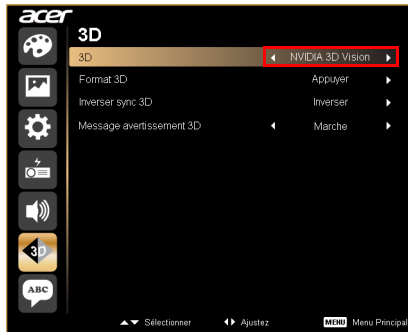 acer
3D
3D NVIDIA 3D Vision
Format 3D Appuyer
Inverser sync 3D Inverser
Message avertissement 3D Marche
3D
ABC
Sélectionner Ajustez MENU Menu Principal